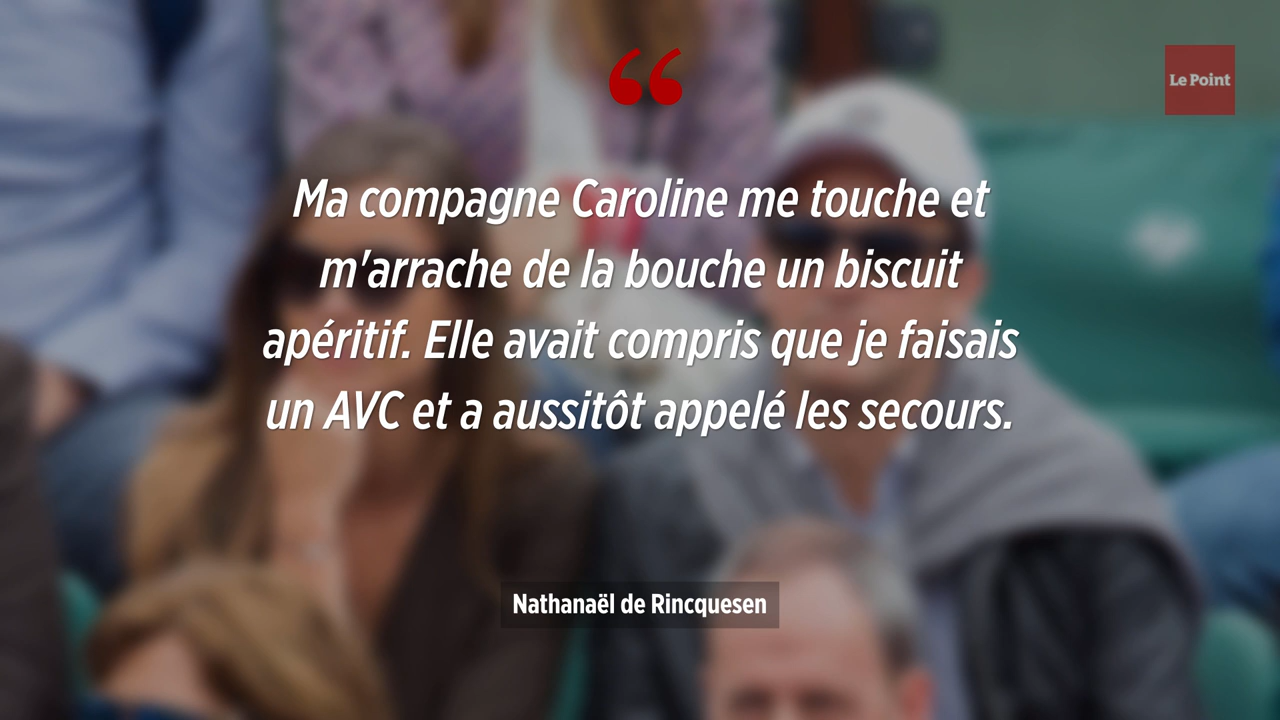 Le Point
Ma compagne Caroline me touche et
m'arrache de la bouche un biscuit
apéritif. Elle avait compris que je faisais
un AVC et a aussitôt appelé les secours.
Nathanaël de Rincquesen